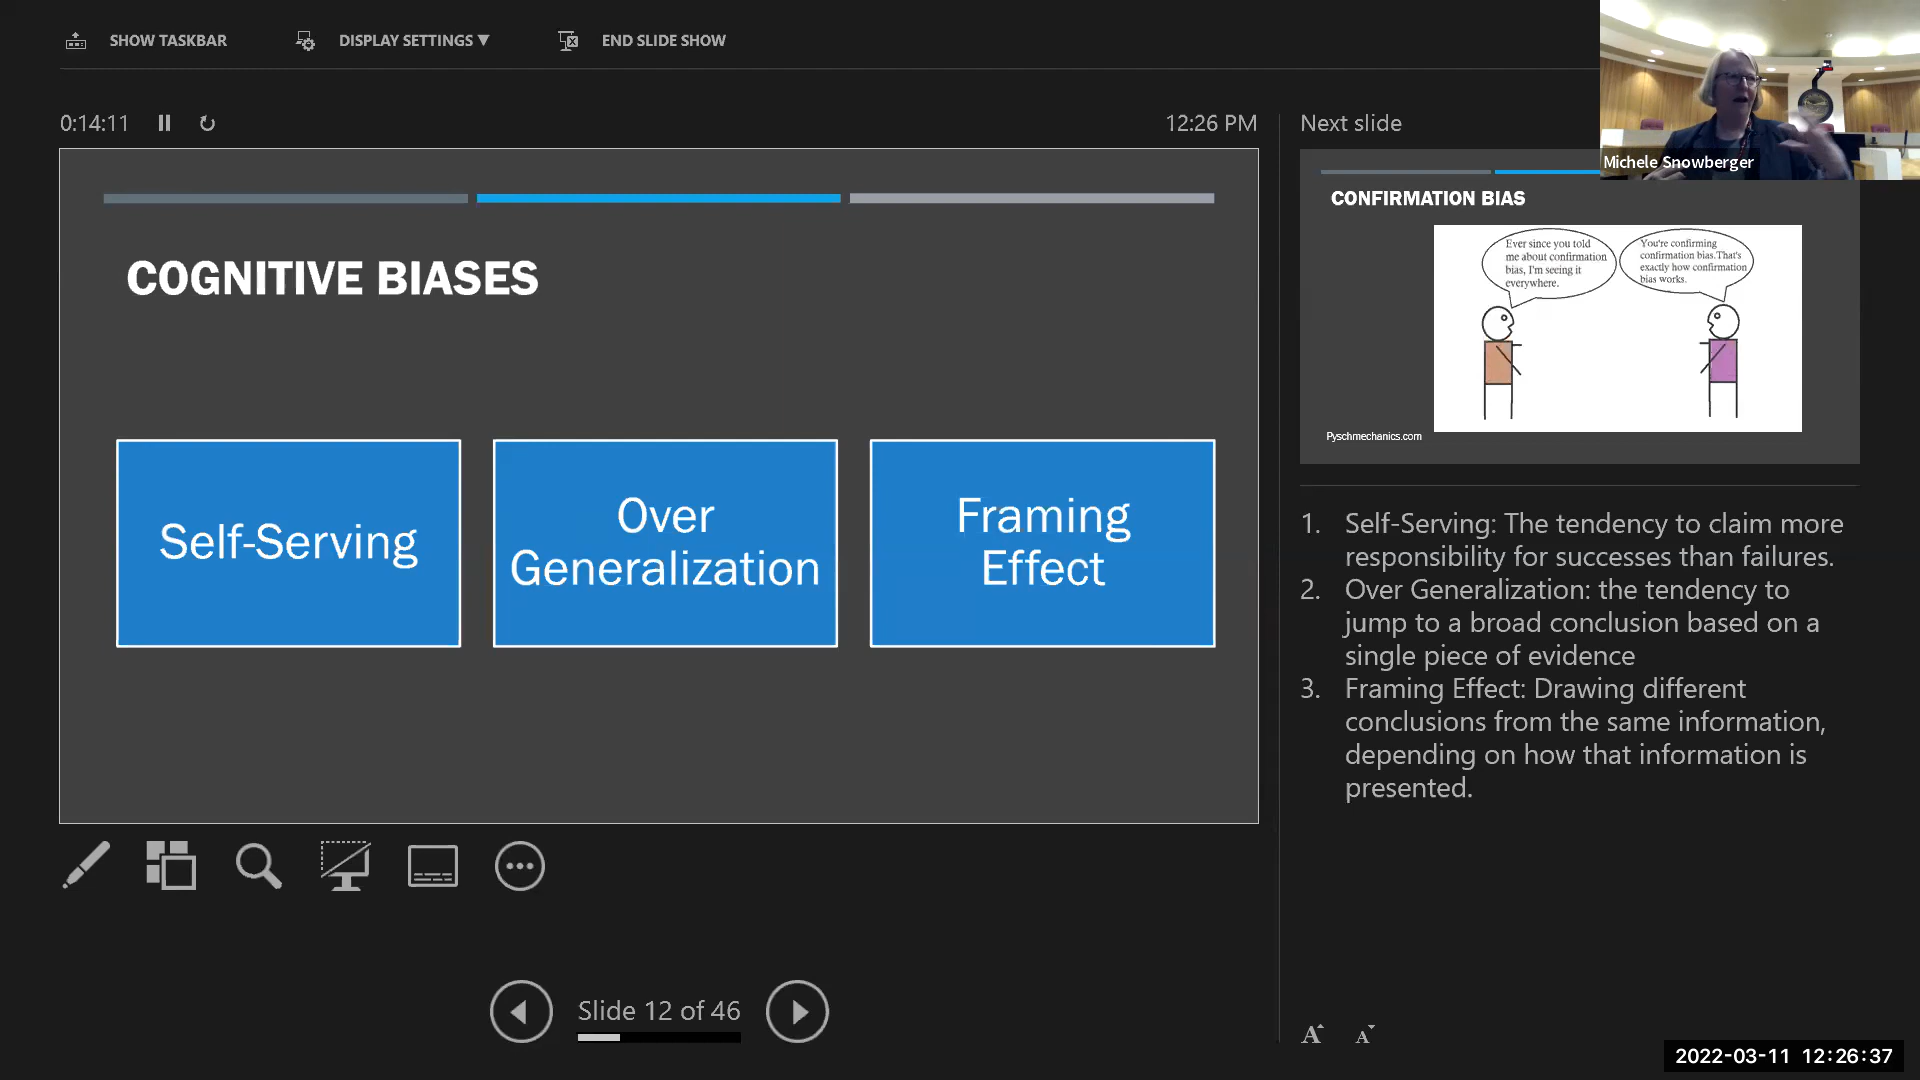 SHOW TASKBAR
DISPLAY SETTINGS ▼
END SLIDE SHOW
0:14:11
12:26 PM
COGNITIVE BIASES
Self-Serving
Over
Generalization
Framing
Effect
Slide 12 of 46
Next slide
Michele Snowberger
CONFIRMATION BIAS
Ever since you told
me about confirmation
bias, I'm seeing it
everywhere.
You're confirming
confirmation bias.That's
exactly how confirmation
bias works.
Pyschmechanics.com
1. Self-Serving: The tendency to claim more
responsibility for successes than failures.
2. Over Generalization: the tendency to
jump to a broad conclusion based on a
single piece of evidence
3. Framing Effect: Drawing different
conclusions from the same information,
depending on how that information is
presented.
A A
2022-03-11 12:26:37